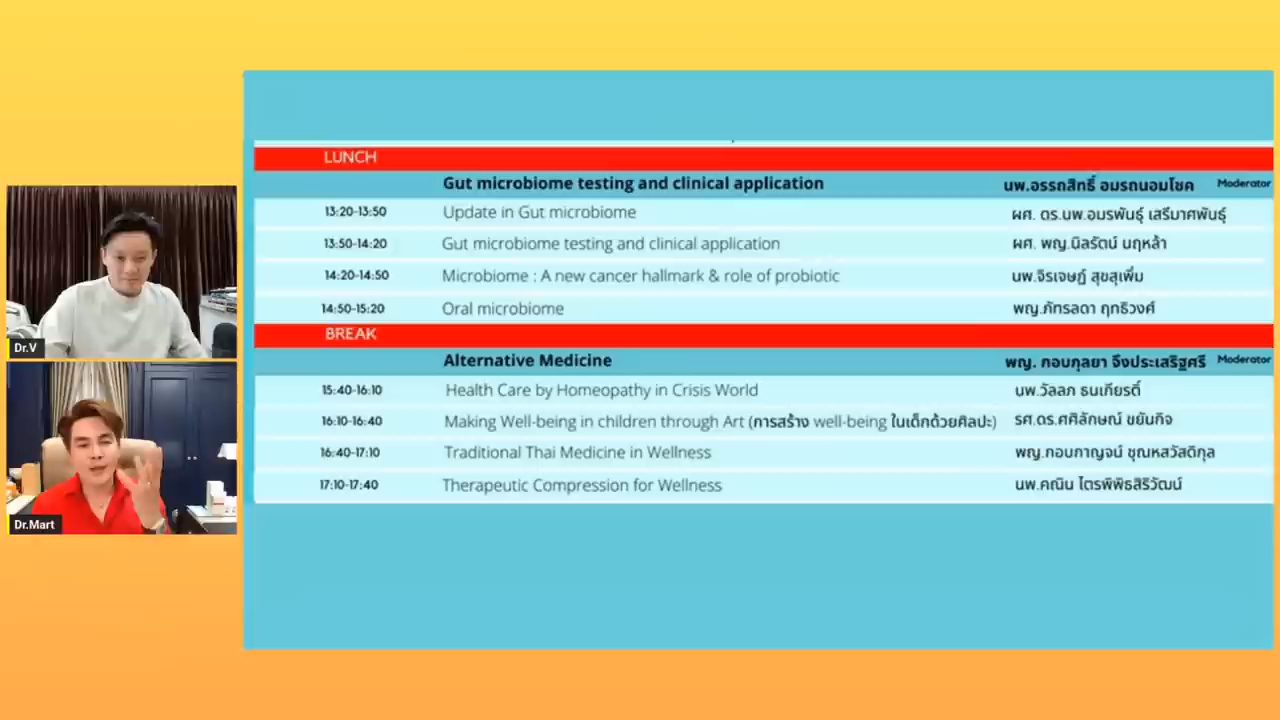 LUNCH
Gut microbiome testing and clinical application นพ.อรรถสิทธิ์ อมรถนอมโชค Moderator
13:20-13:50 Update in Gut microbiome ผศ. ดร.นพ.อมรพันธุ์ เสรีมาศพันธุ์
13:50-14:20 Gut microbiome testing and clinical application ผศ. พญ.นิลรัตน์ นฤหล้า
14:20-14:50 Microbiome : A new cancer hallmark & role of probiotic นพ.จิรเจษฎ์ สุขสุเพิ่ม
14:50-15:20 Oral microbiome พญ.ภัทรลดา ฤทธิวงศ์
BREAK
Alternative Medicine พญ. กอบกุลยา จึงประเสริฐศรี Moderator
15:40-16:10 Health Care by Homeopathy in Crisis World นพ.วัลลภ ธนเกียรติ์
16:10-16:40 Making Well-being in children through Art (การสร้าง well-being ในเด็กด้วยศิลปะ) รศ.ดร.ศศิลักษณ์ ขยันกิจ
16:40-17:10 Traditional Thai Medicine in Wellness พญ.กอบกาญจน์ ชุณหสวัสดิกุล
17:10-17:40 Therapeutic Compression for Wellness นพ.คณิน ไตรพิพิธสิริวัฒน์
Dr.V
Dr.Mart